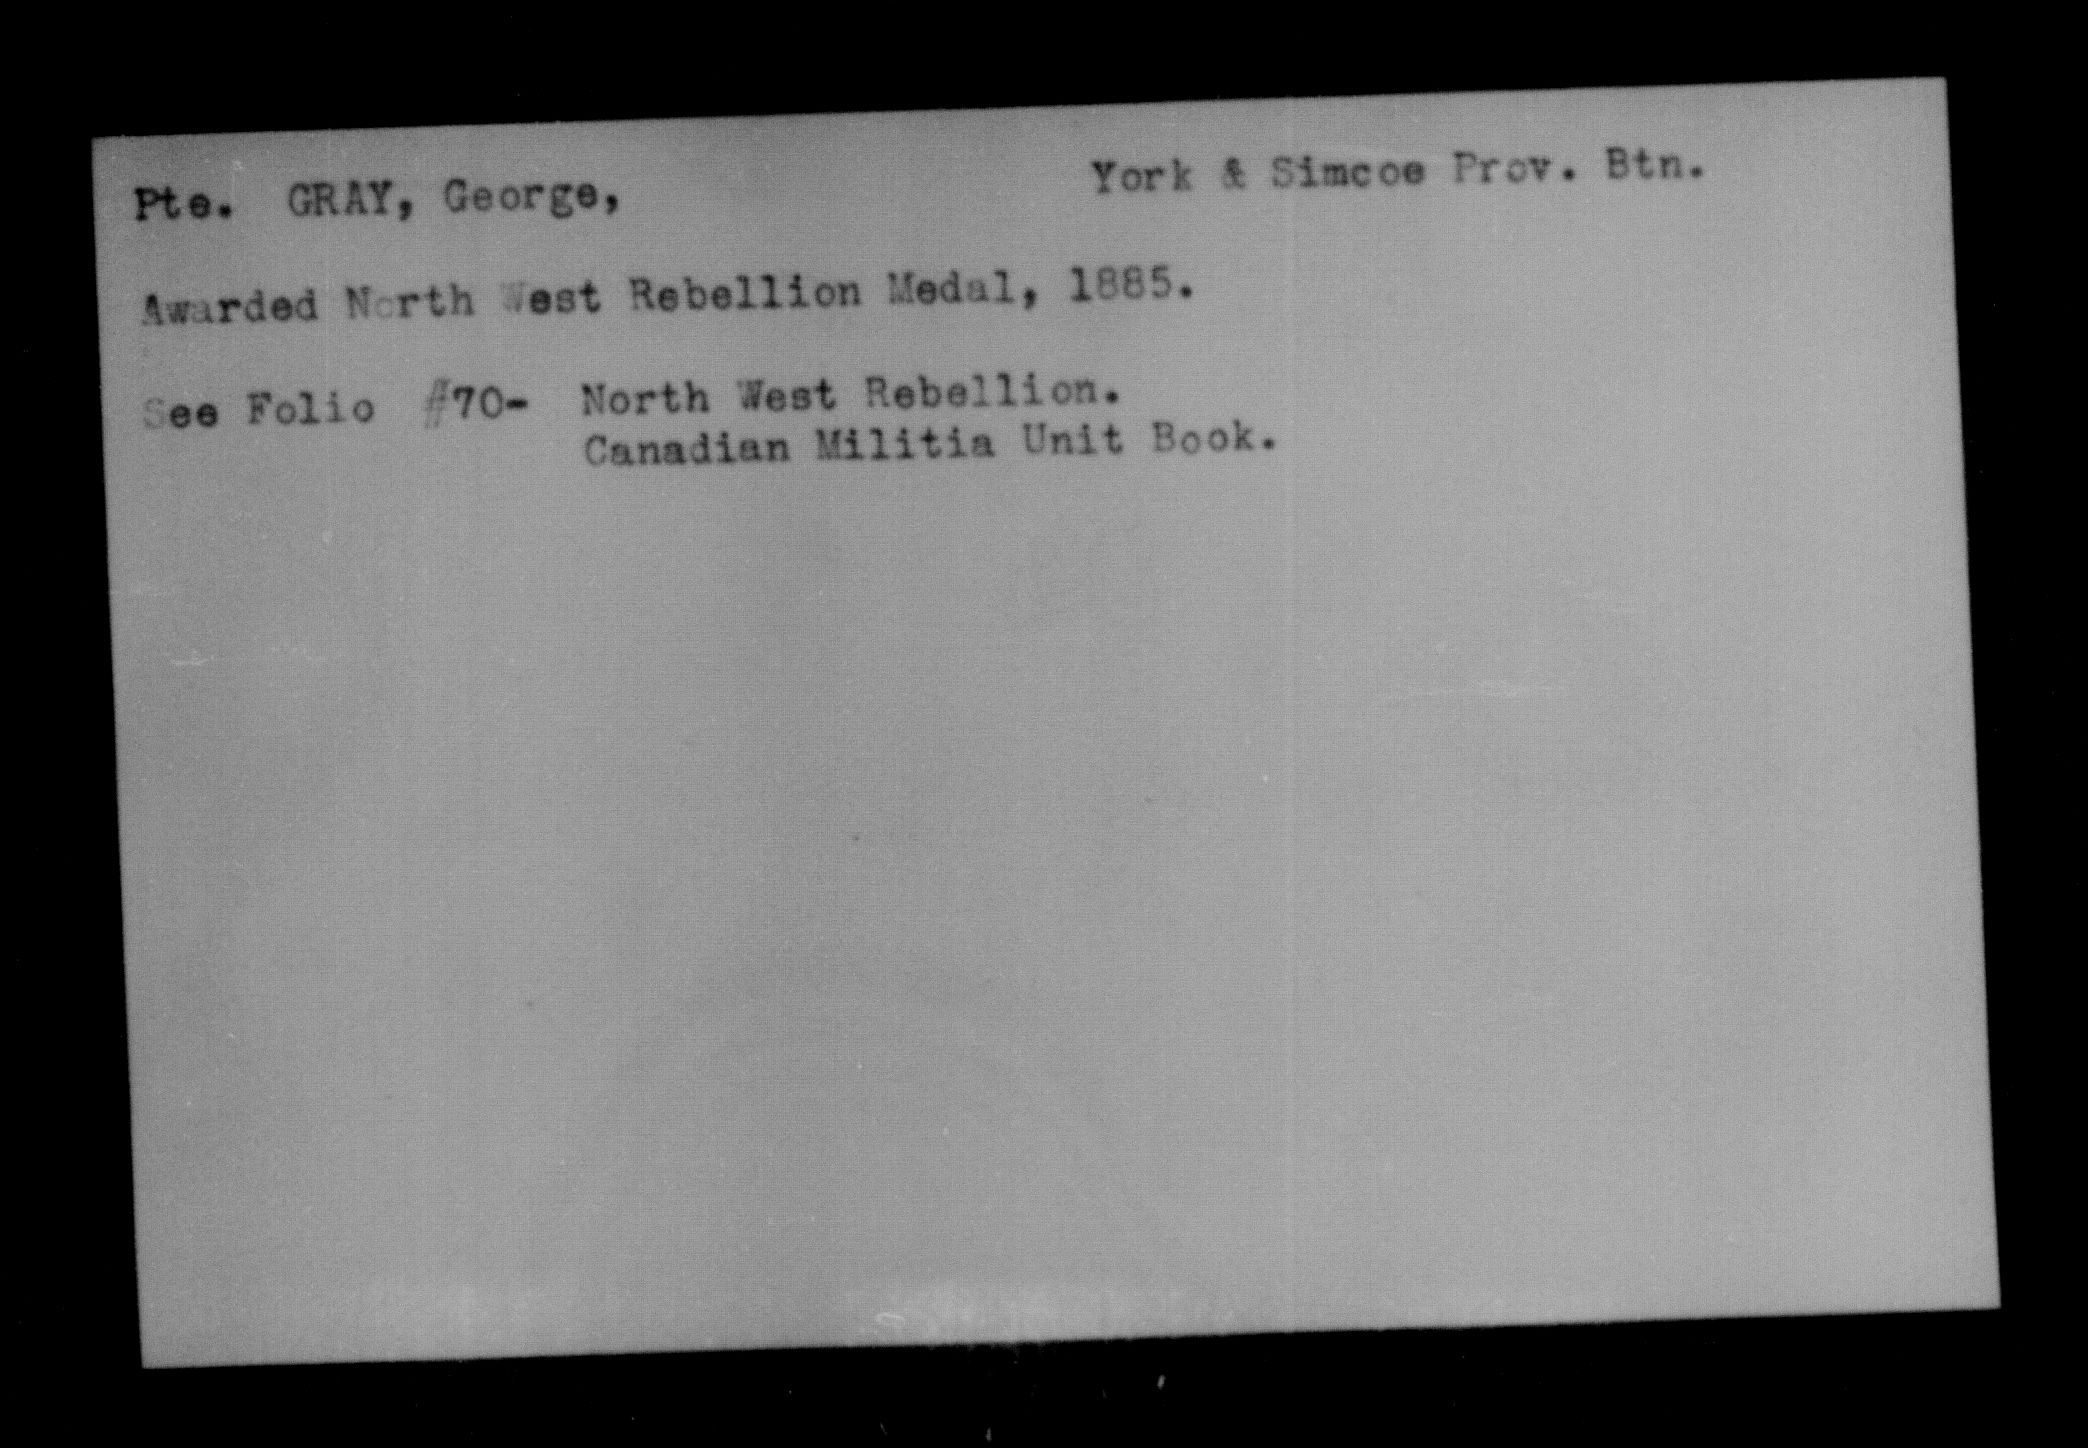 Pte. GRAY, George, York & Simcoe Prov. Btn.
Awarded North West Rebellion Medal, 1885.
See Folio #70- North West Rebellion.
Canadian Militia Unit Book.